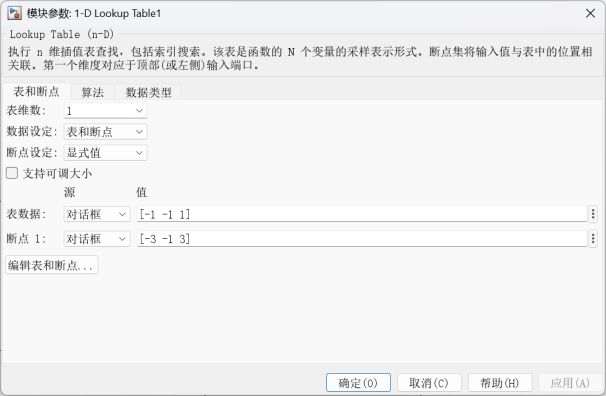 模块参数: 1-D Lookup Table1
Lookup Table (n-D)
执行 n 维插值表查找，包括索引搜索。该表是函数的 N 个变量的采样表示形式。断点集将输入值与表中的位置相
关联。第一个维度对应于顶部(或左侧)输入端口。
表和断点 算法 数据类型
表维数: 1
数据设定: 表和断点
断点设定: 显式值
支持可调大小
源 值
表数据: 对话框 [-1 -1 1]
断点 1: 对话框 [-3 -1 3]
编辑表和断点...
确定(O) 取消(C) 帮助(H) 应用(A)